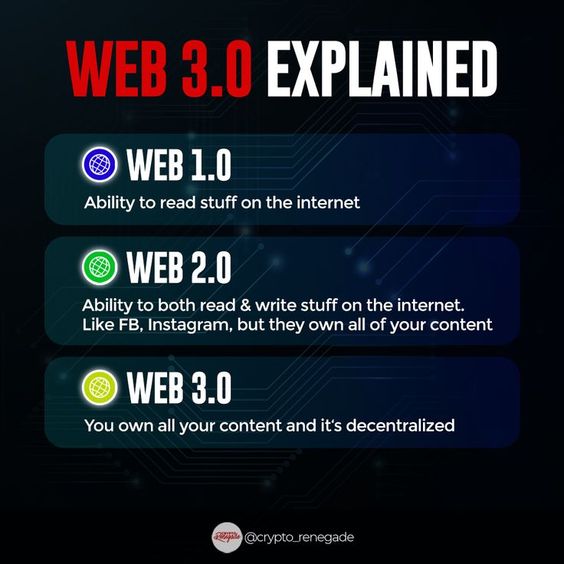 WEB 3.0 EXPLAINED
WEB 1.0
Ability to read stuff on the internet
WEB 2.0
Ability to both read & write stuff on the internet.
Like FB, Instagram, but they own all of your content
WEB 3.0
You own all your content and it's decentralized
@crypto_renegade